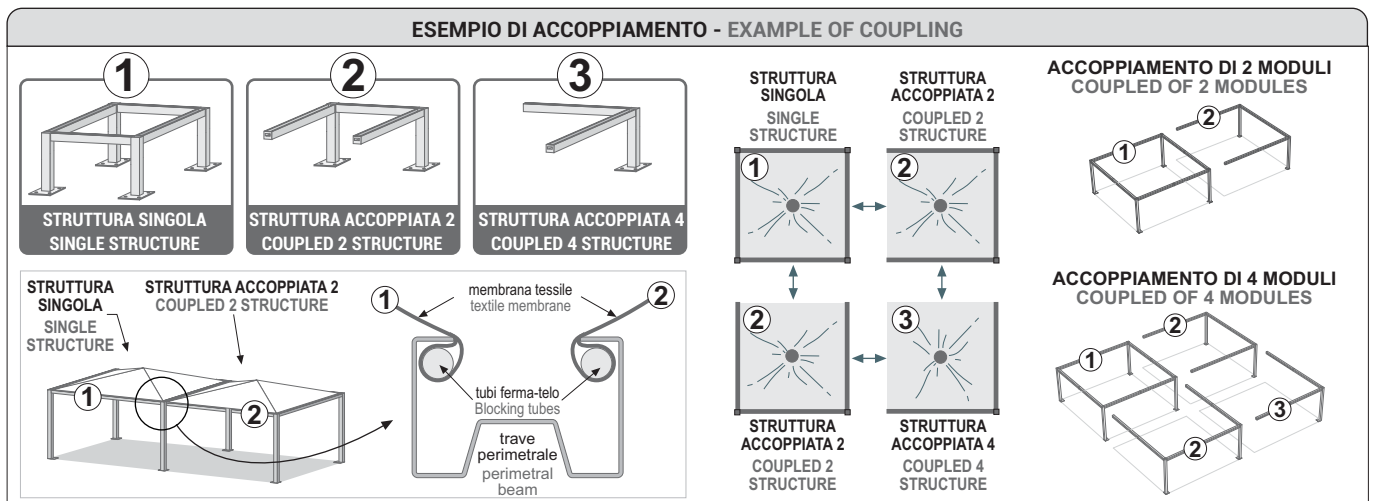 ESEMPIO DI ACCOPPIAMENTO - EXAMPLE OF COUPLING
1
STRUTTURA SINGOLA
SINGLE STRUCTURE
2
STRUTTURA ACCOPPIATA 2
COUPLED 2 STRUCTURE
3
STRUTTURA ACCOPPIATA 4
COUPLED 4 STRUCTURE
STRUTTURA
SINGOLA
SINGLE
STRUCTURE
STRUTTURA ACCOPPIATA 2
COUPLED 2 STRUCTURE
1
2
1
membrana tessile
textile membrane
2
tubi ferma-telo
Blocking tubes
trave
perimetrale
perimetral
beam
STRUTTURA
SINGOLA
SINGLE
STRUCTURE
STRUTTURA
ACCOPPIATA 2
COUPLED 2
STRUCTURE
1
2
2
3
STRUTTURA
ACCOPPIATA 2
COUPLED 2
STRUCTURE
STRUTTURA
ACCOPPIATA 4
COUPLED 4
STRUCTURE
ACCOPPIAMENTO DI 2 MODULI
COUPLED OF 2 MODULES
2
1
ACCOPPIAMENTO DI 4 MODULI
COUPLED OF 4 MODULES
2
1
3
2